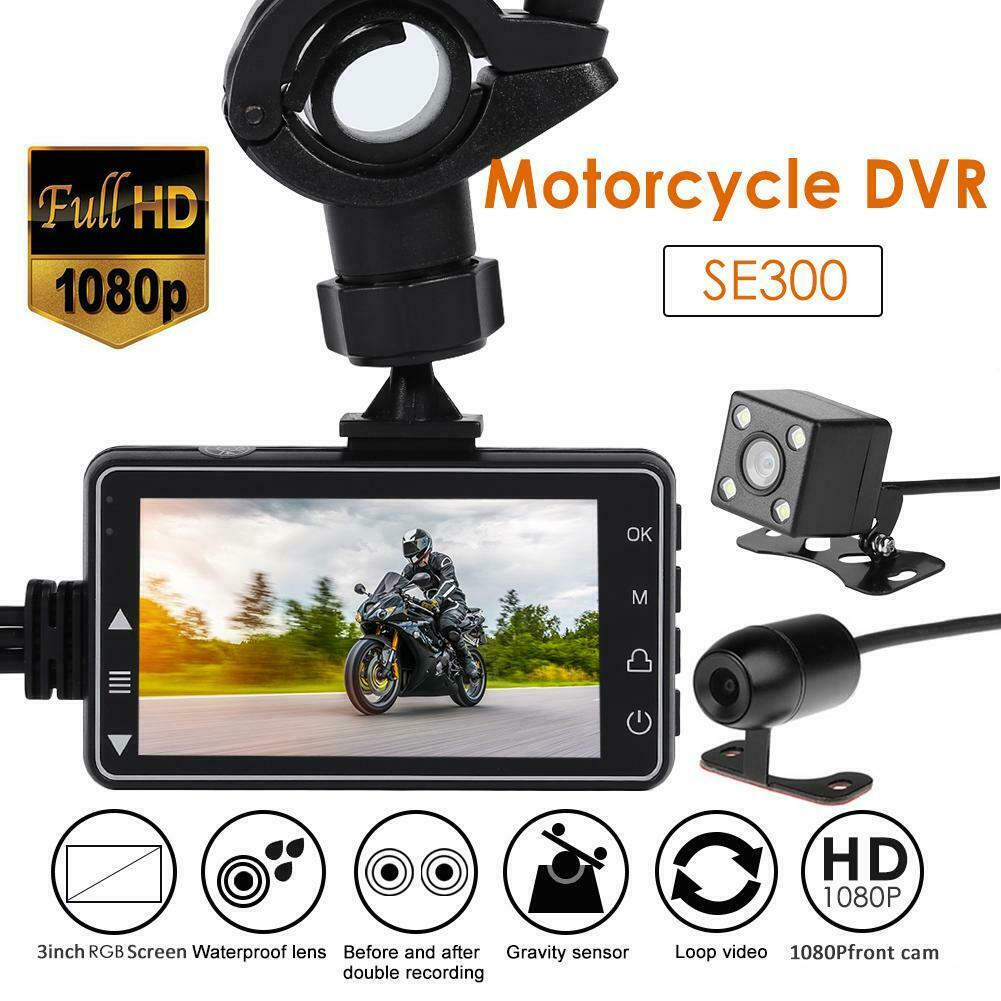 Full HD
1080p
Motorcycle DVR
SE300
OK
M
3inch RGB Screen
Waterproof lens
Before and after
double recording
Gravity sensor
Loop video
HD
1080P
1080Pfront cam